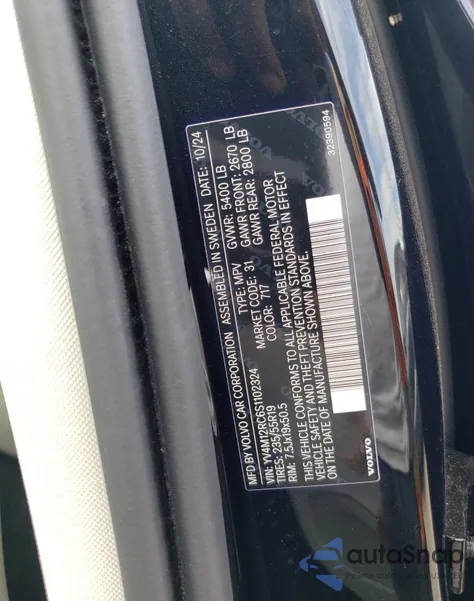 MFD BY VOLVO CAR CORPORATION ASSEMBLED IN SWEDEN DATE: 10/24
VIN: YV4M12RC6S1102324 GVWR: 5400 LB
TIRES: 235/55R19 TYPE: MPV GAWR FRONT: 2670 LB
RIM: 7.5Jx19x50.5 MARKET CODE: 31 GAWR REAR: 2800 LB
COLOR: 717
THIS VEHICLE CONFORMS TO ALL APPLICABLE FEDERAL MOTOR
VEHICLE SAFETY AND THEFT PREVENTION STANDARDS IN EFFECT
ON THE DATE OF MANUFACTURE SHOWN ABOVE.
VOLVO
32390594
autoSnap